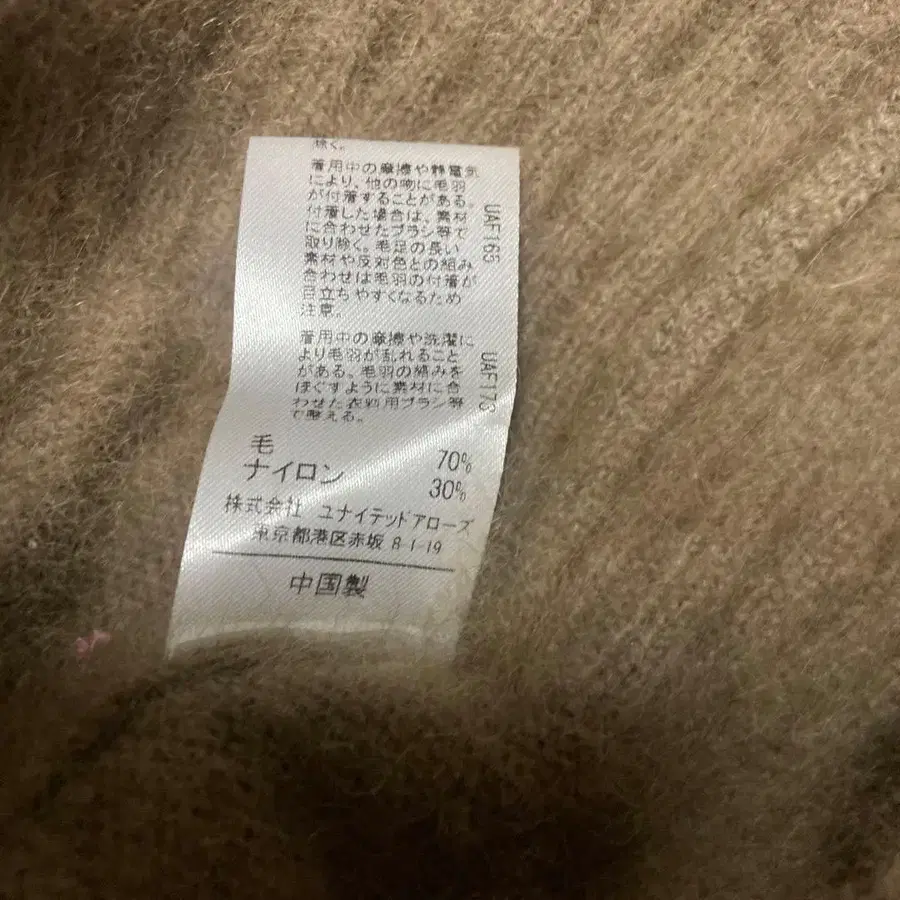 除く。
着用中の摩擦や静電気
により、他の物に毛羽
が付着することがある。
付着した場合は、素材
に合わせたブラシ等で
取り除く。毛足の長い
素材や反対色との組み
合わせは毛羽の付着が
目立ちやすくなるため
注意。
UAF163
着用中の摩擦や洗濯に
より毛羽が乱れること
がある。毛羽の絡みを
ほぐすように素材に合
わせた衣料用ブラシ等
で整える。
UAF173
毛 70%
ナイロン 30%
株式会社 ユナイテッドアローズ
東京都港区赤坂 8-1-19
中国製